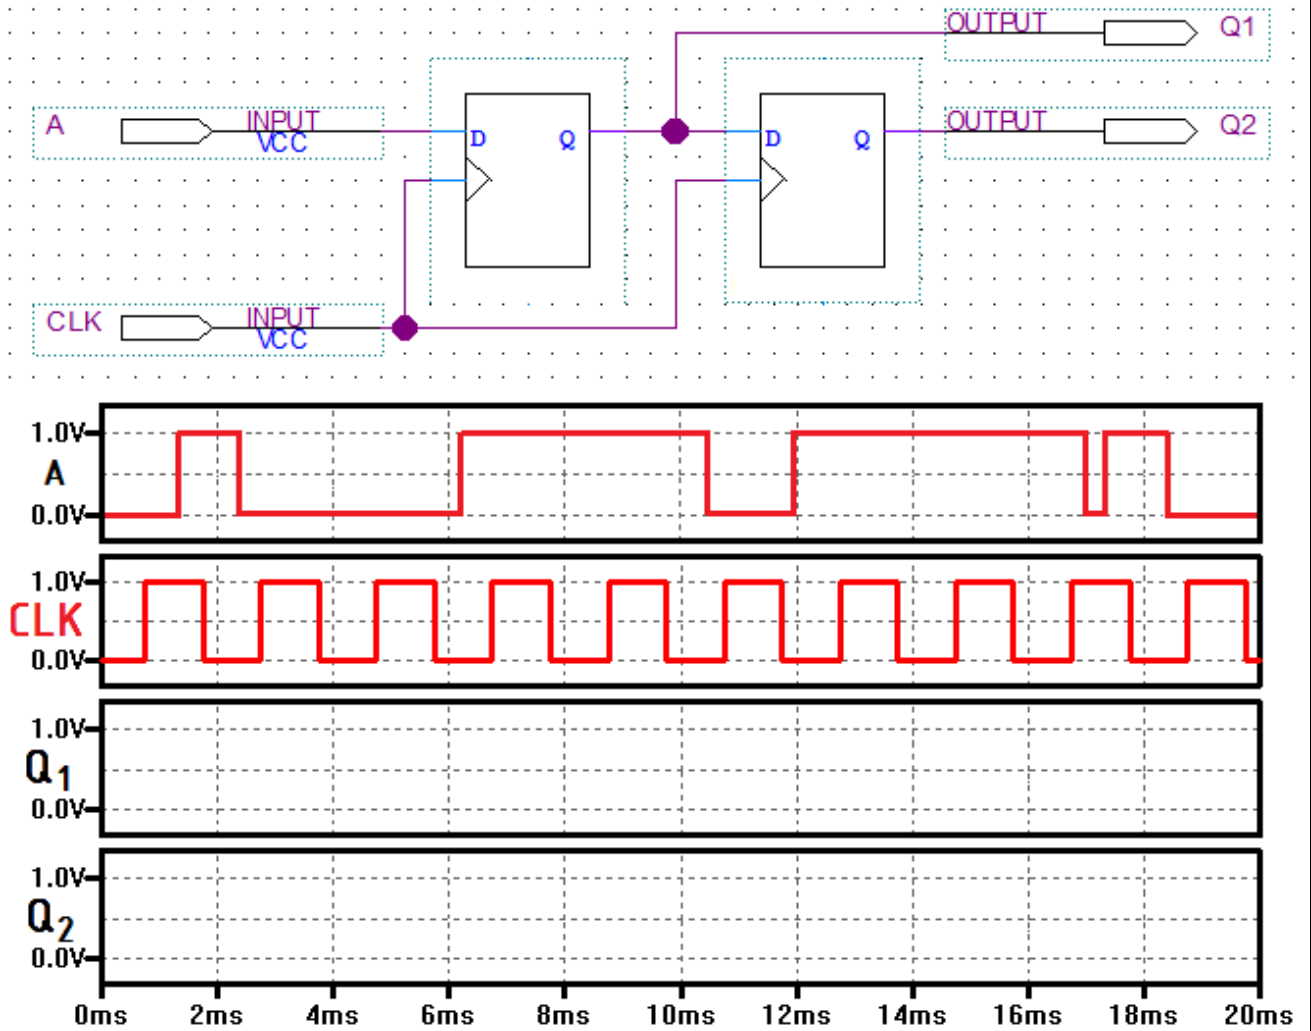 OUTPUT Q1
A INPUT D Q D Q OUTPUT Q2
VCC
CLK INPUT
VCC
1.0V
A
0.0V
1.0V
CLK
0.0V
1.0V
Q1
0.0V
1.0V
Q2
0.0V
0ms 2ms 4ms 6ms 8ms 10ms 12ms 14ms 16ms 18ms 20ms